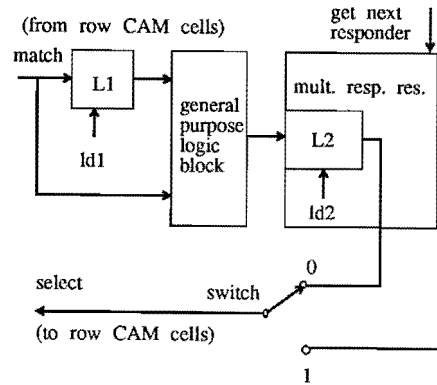 (from row CAM cells)
get next
responder
match
L1
general
purpose
logic
block
mult. resp. res.
L2
ld1
ld2
0
select
switch
(to row CAM cells)
1